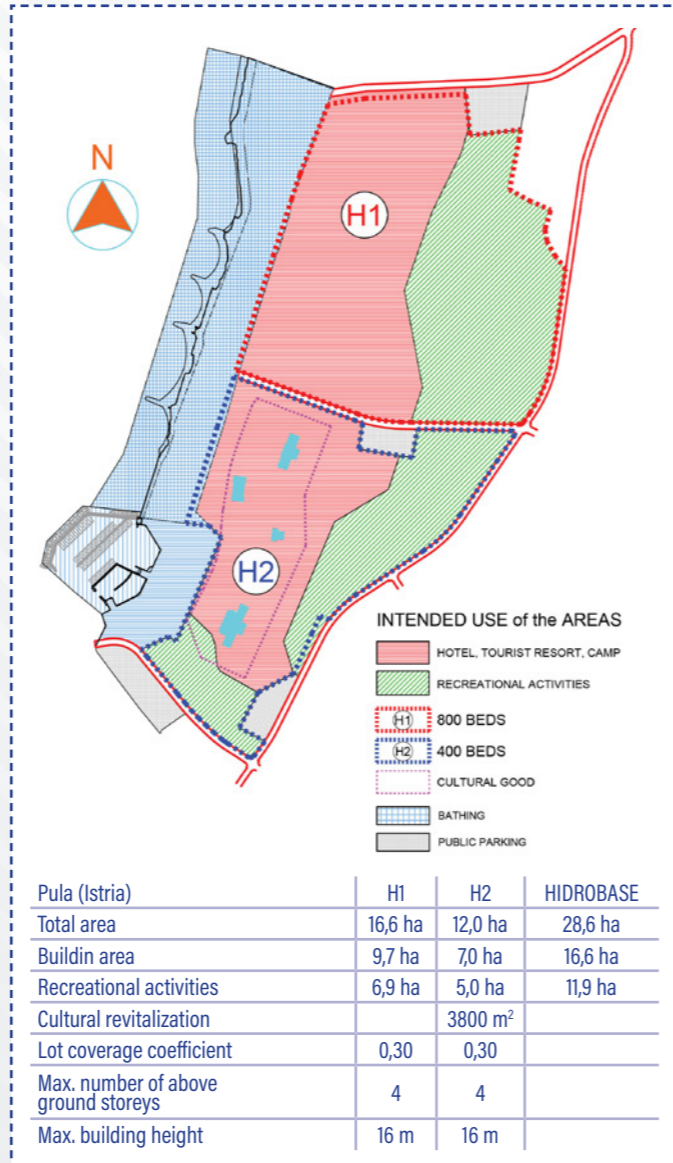 N
H1
H2
INTENDED USE of the AREAS
HOTEL, TOURIST RESORT, CAMP
RECREATIONAL ACTIVITIES
H1 800 BEDS
H2 400 BEDS
CULTURAL GOOD
BATHING
PUBLIC PARKING
Pula (Istria) H1 H2 HIDROBASE
Total area 16,6 ha 12,0 ha 28,6 ha
Buildin area 9,7 ha 7,0 ha 16,6 ha
Recreational activities 6,9 ha 5,0 ha 11,9 ha
Cultural revitalization 3800 m²
Lot coverage coefficient 0,30 0,30
Max. number of above
ground storeys 4 4
Max. building height 16 m 16 m